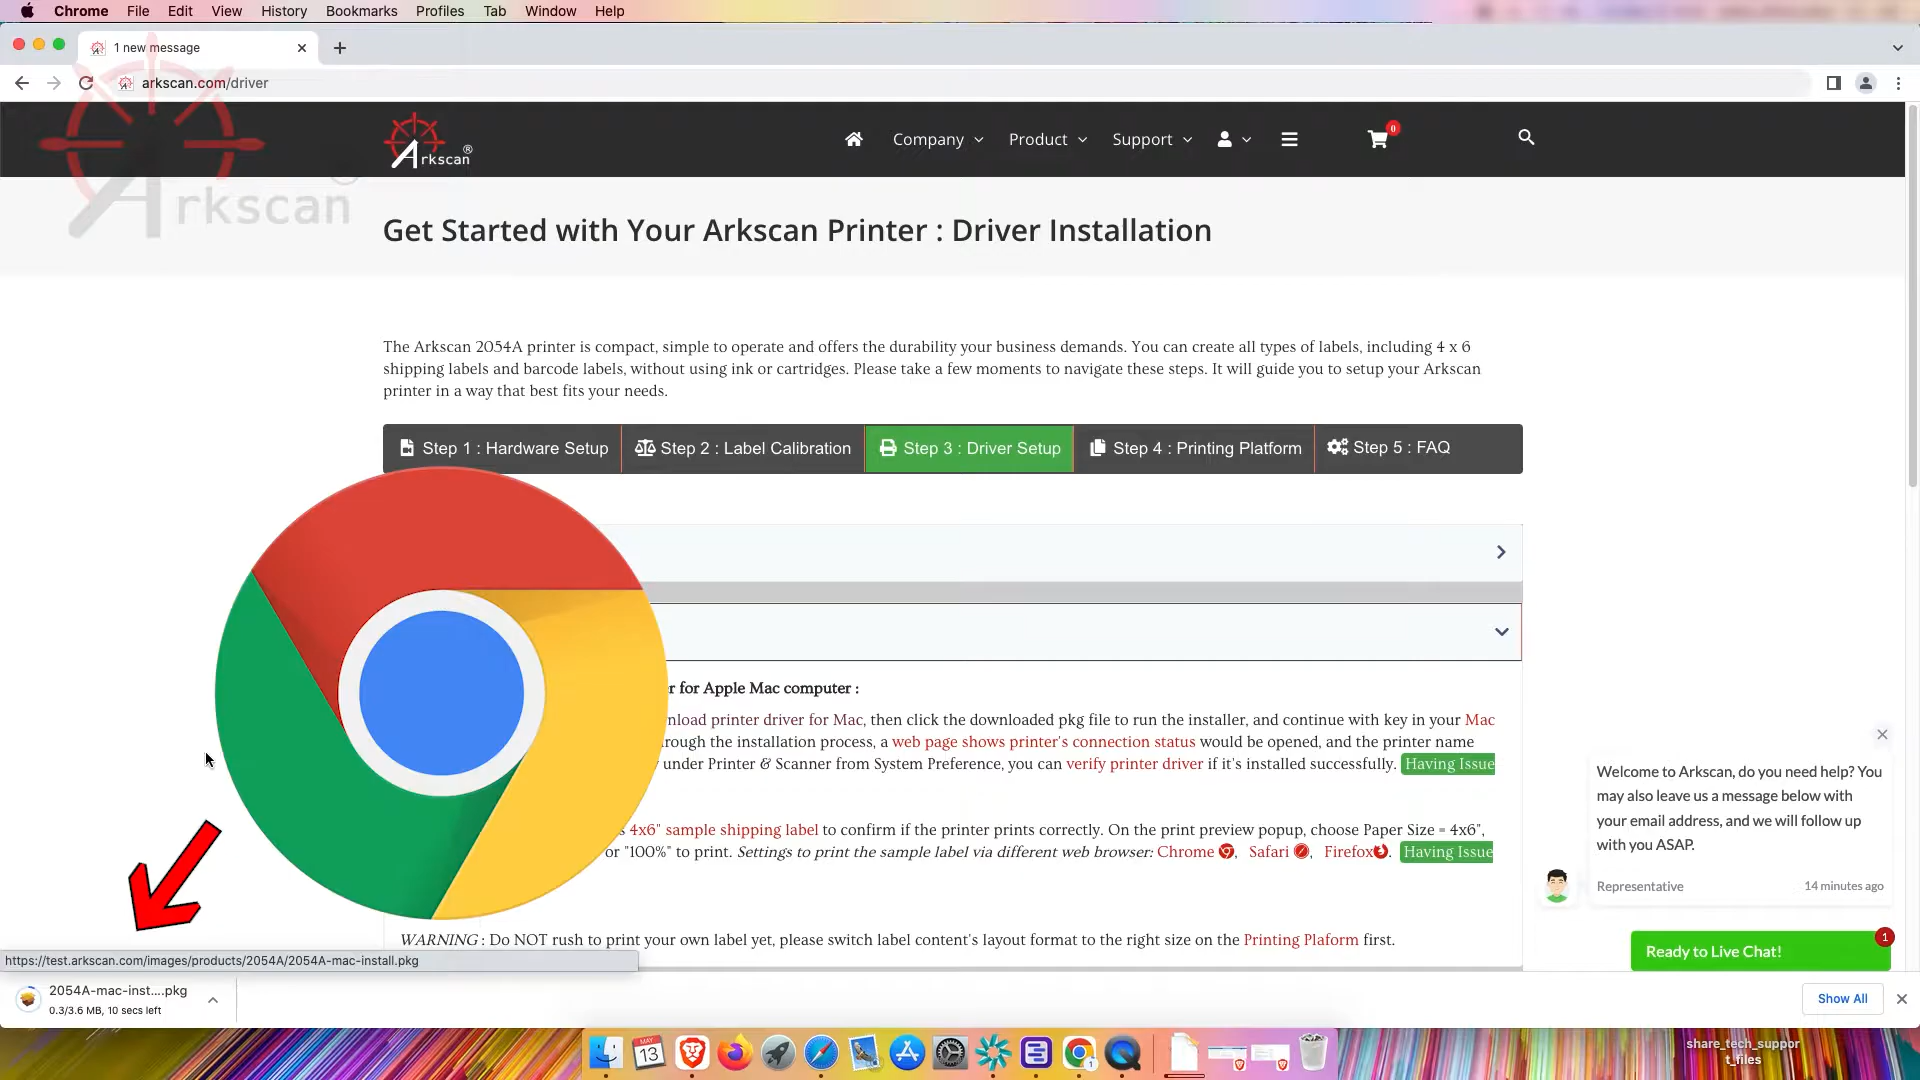 Chrome File Edit View History Bookmarks Profiles Tab Window Help
1 new message
arkscan.com/driver
Arkscan®
Company Product Support 0
Arkscan
Get Started with Your Arkscan Printer : Driver Installation
The Arkscan 2054A printer is compact, simple to operate and offers the durability your business demands. You can create all types of labels, including 4 x 6
shipping labels and barcode labels, without using ink or cartridges. Please take a few moments to navigate these steps. It will guide you to setup your Arkscan
printer in a way that best fits your needs.
Step 1 : Hardware Setup Step 2 : Label Calibration Step 3 : Driver Setup Step 4 : Printing Platform Step 5 : FAQ
for Apple Mac computer :
printer driver for Mac, then click the downloaded pkg file to run the installer, and continue with key in your Mac
the installation process, a web page shows printer's connection status would be opened, and the printer name
under Printer & Scanner from System Preference, you can verify printer driver if it's installed successfully. Having Issue
4x6" sample shipping label to confirm if the printer prints correctly. On the print preview popup, choose Paper Size = 4x6",
or "100%" to print. Settings to print the sample label via different web browser: Chrome , Safari , Firefox . Having Issue
WARNING : Do NOT rush to print your own label yet, please switch label content's layout format to the right size on the Printing Plaform first.
Welcome to Arkscan, do you need help? You
may also leave us a message below with
your email address, and we will follow up
with you ASAP.
Representative 14 minutes ago
Ready to Live Chat! 1
https://test.arkscan.com/images/products/2054A/2054A-mac-install.pkg
2054A-mac-inst....pkg
0.3/3.6 MB, 10 secs left
Show All
MAY
13
1
share_tech_suppor
t_files